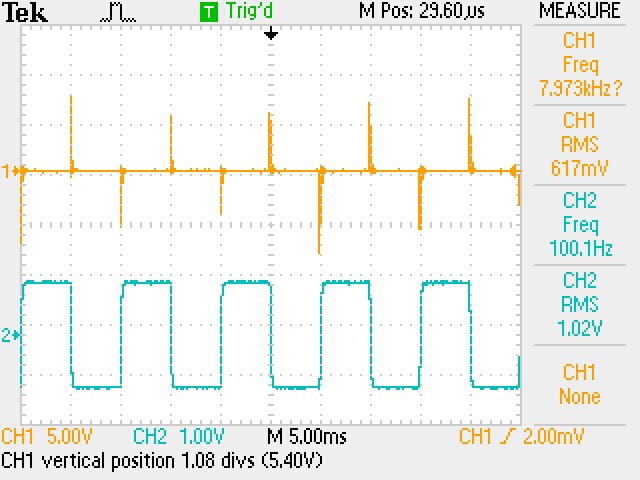 Tek T Trig'd M Pos: 29.60µs MEASURE
CH1
Freq
7.973kHz?
CH1
RMS
617mV
CH2
Freq
100.1Hz
CH2
RMS
1.02V
CH1
None
1
2
CH1 5.00V CH2 1.00V M 5.00ms CH1 2.00mV
CH1 vertical position 1.08 divs (5.40V)